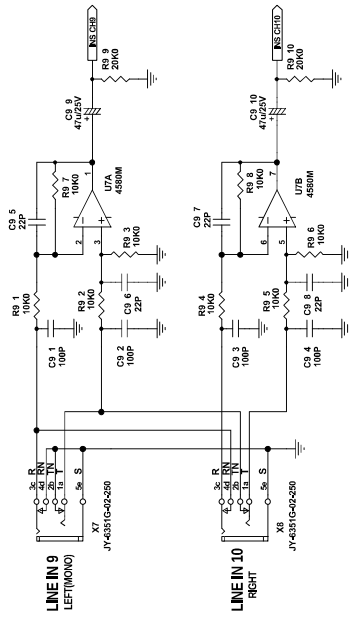 LINE IN 9
LEFT(MONO)
X7
JY-6351G-02-250
3c R
4d RN
2b TN
1a T
5e S
C9 1
100P
R9 1
10K0
C9 2
100P
R9 2
10K0
C9 6
22P
R9 3
10K0
C9 5
22P
R9 7
10K0
2
3
1
U7A
4580M
C9 9
47u/25V
+
R9 9
20K0
INS CH9
LINE IN 10
RIGHT
X8
JY-6351G-02-250
3c R
4d RN
2b TN
1a T
5e S
C9 3
100P
R9 4
10K0
C9 4
100P
R9 5
10K0
C9 8
22P
R9 6
10K0
C9 7
22P
R9 8
10K0
6
5
7
U7B
4580M
C9 10
47u/25V
+
R9 10
20K0
INS CH10